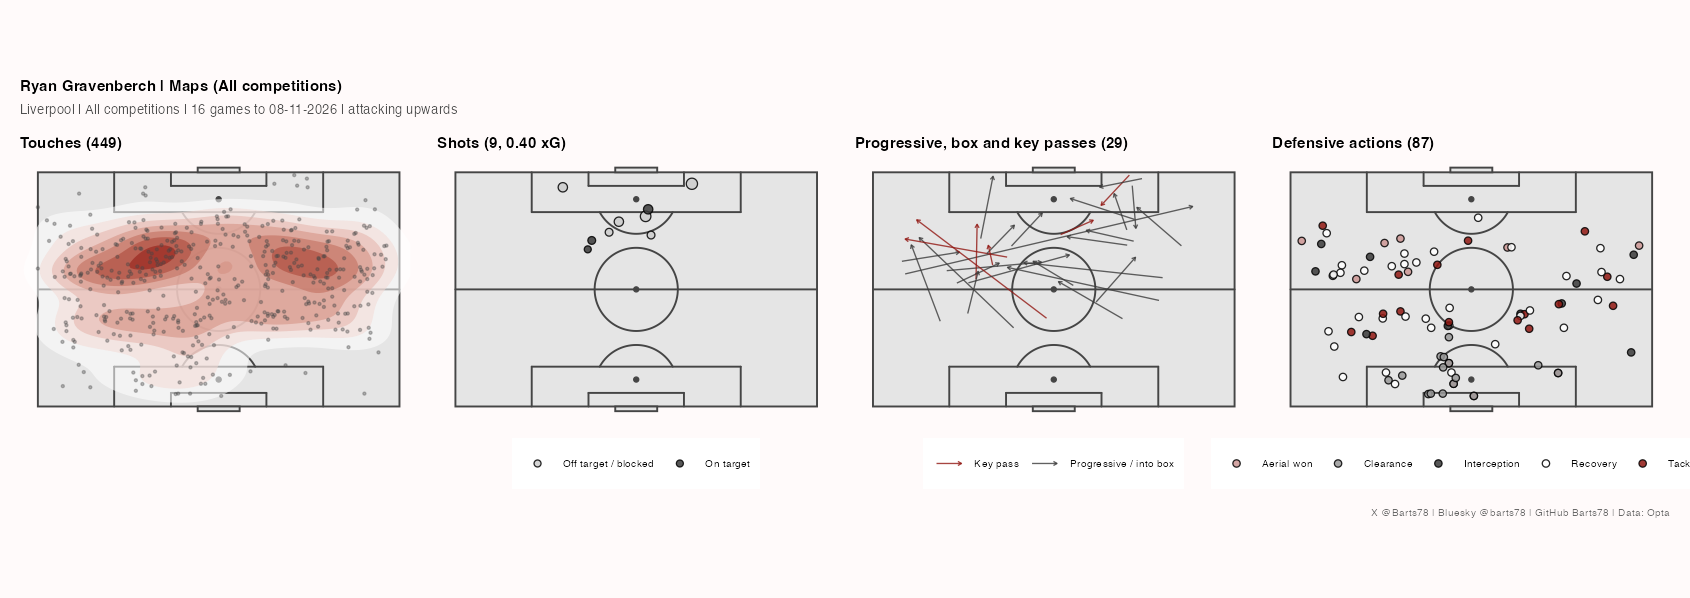 Ryan Gravenberch | Maps (All competitions)
Liverpool | All competitions | 16 games to 08-11-2026 | attacking upwards
Touches (449)
Shots (9, 0.40 xG)
Progressive, box and key passes (29)
Defensive actions (87)
Off target / blocked
On target
Key pass
Progressive / into box
Aerial won
Clearance
Interception
Recovery
Tack
X @Barts78 | Bluesky @barts78 | GitHub Barts78 | Data: Opta